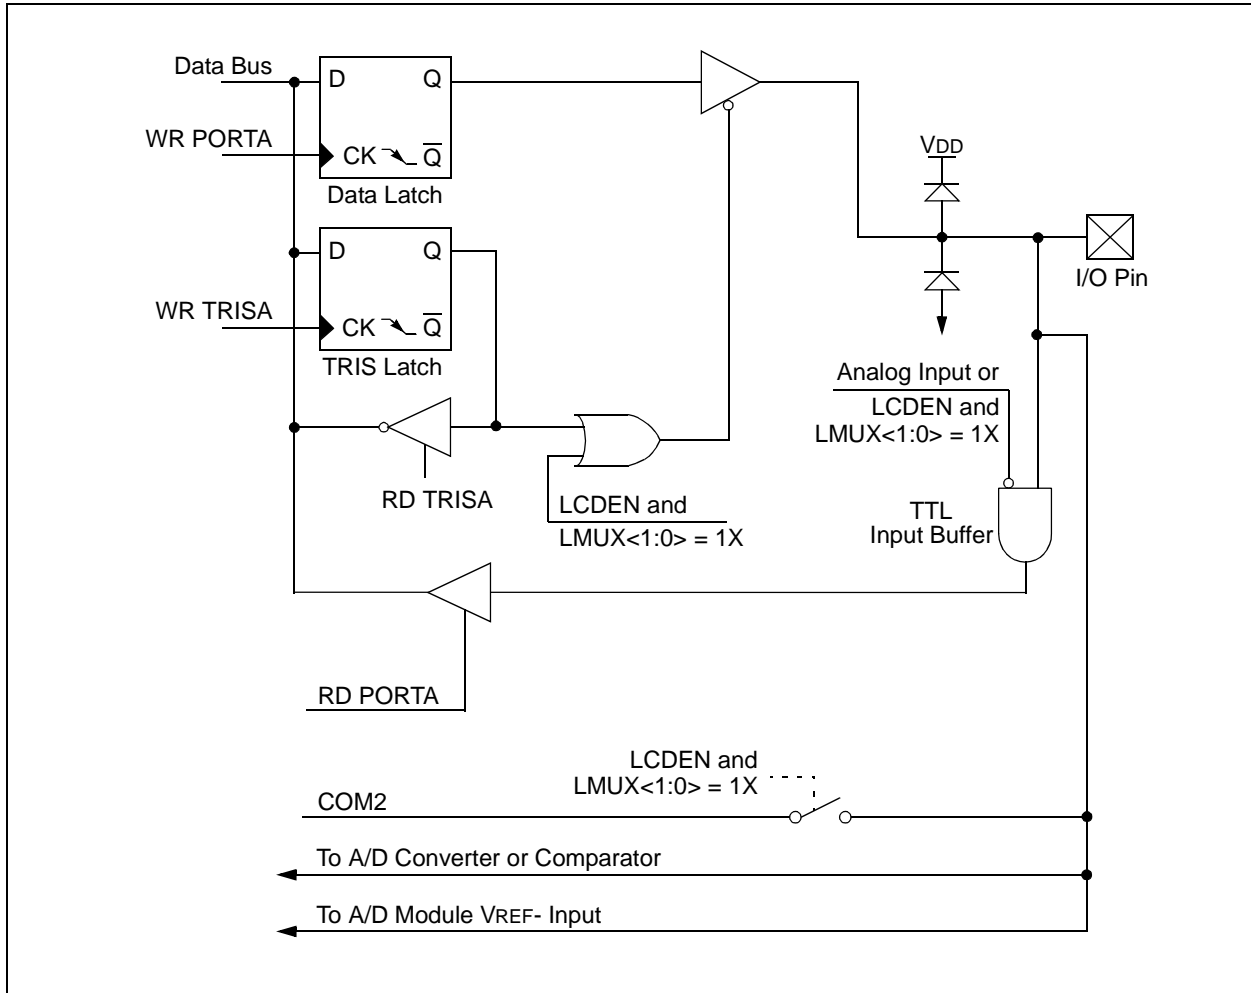 Data Bus
D Q
WR PORTA
CK Q̅
Data Latch
VDD
D Q
I/O Pin
WR TRISA
CK Q̅
TRIS Latch
Analog Input or
LCDEN and
LMUX<1:0> = 1X
RD TRISA
LCDEN and
LMUX<1:0> = 1X
TTL
Input Buffer
RD PORTA
LCDEN and
LMUX<1:0> = 1X
COM2
To A/D Converter or Comparator
To A/D Module VREF- Input